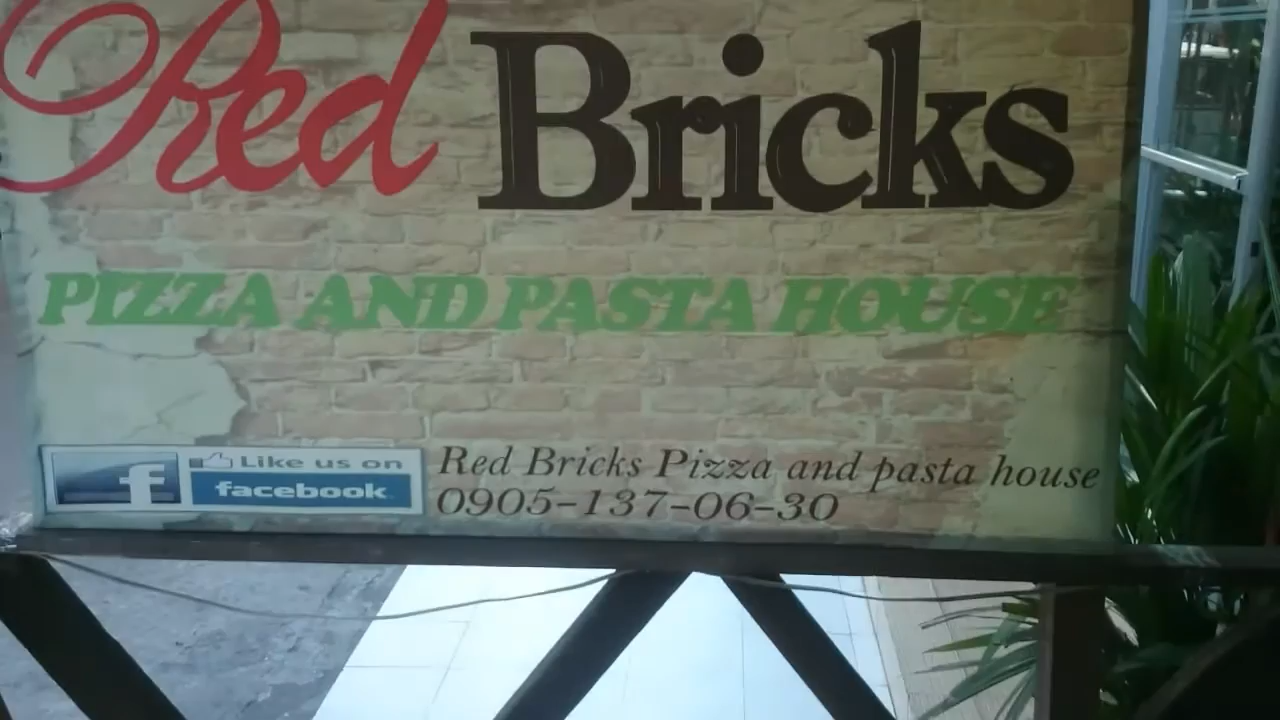 Red Bricks
PIZZA AND PASTA HOUSE
f Like us on
facebook
Red Bricks Pizza and pasta house
0905-137-06-30